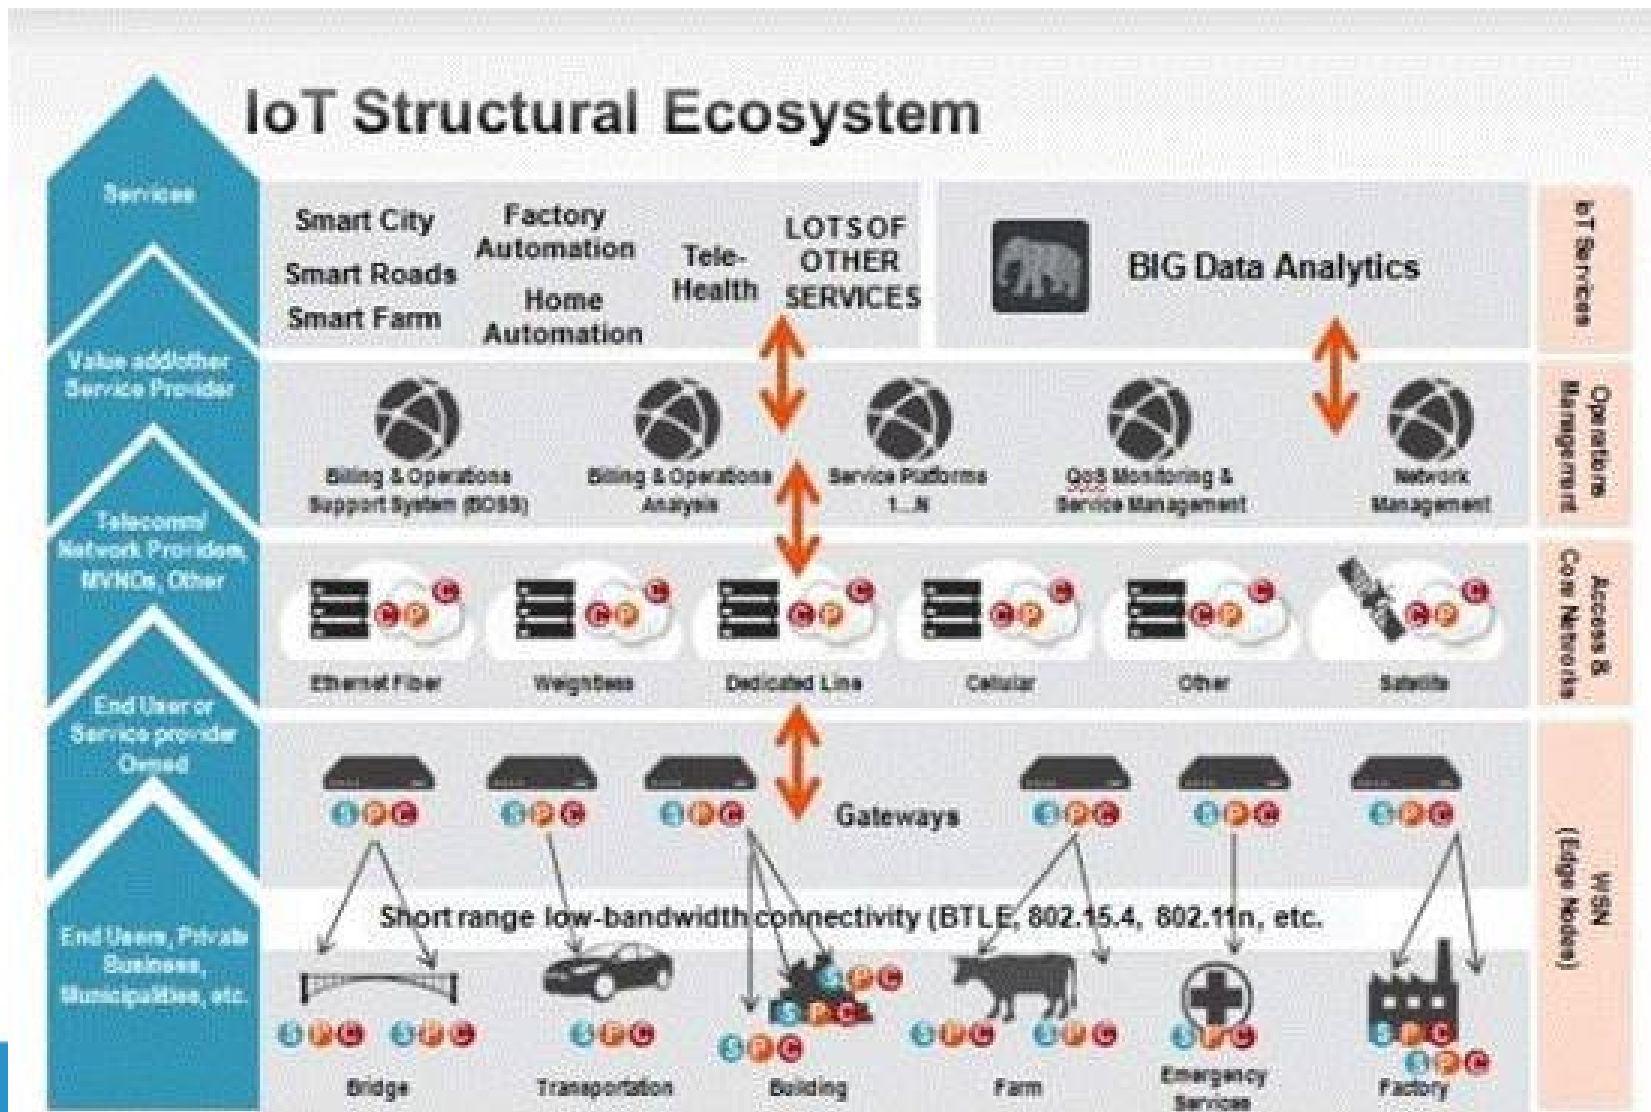 IoT Structural Ecosystem
Services
Smart City
Smart Roads
Smart Farm
Factory
Automation
Home
Automation
Tele-
Health
LOTS OF
OTHER
SERVICES
BIG Data Analytics
IoT Services
Value add/other
Service Provider
Billing & Operations
Support System (BOSS)
Billing & Operations
Analysis
Service Platforms
1...N
QoS Monitoring &
Service Management
Network
Management
Operations
Management
Telecomm/
Network Providers,
MVNOs, Other
C P C
C P C
C P C
C P C
C P C
C P C
Ethernet Fiber
Weightless
Dedicated Line
Cellular
Other
Satellite
Access &
Com Networks
End User or
Service provider
Owned
S P C
S P C
S P C
Gateways
S P C
S P C
S P C
Short range low-bandwidth connectivity (BTLE, 802.15.4, 802.11n, etc.
WSN
(Edge Nodes)
End Users, Private
Business,
Municipalities, etc.
S P C
S P C
S P C
S P C
S P C
S P C
S P C
S P C
S P C
S P C
S P C
Bridge
Transportation
Building
Farm
Emergency
Services
Factory